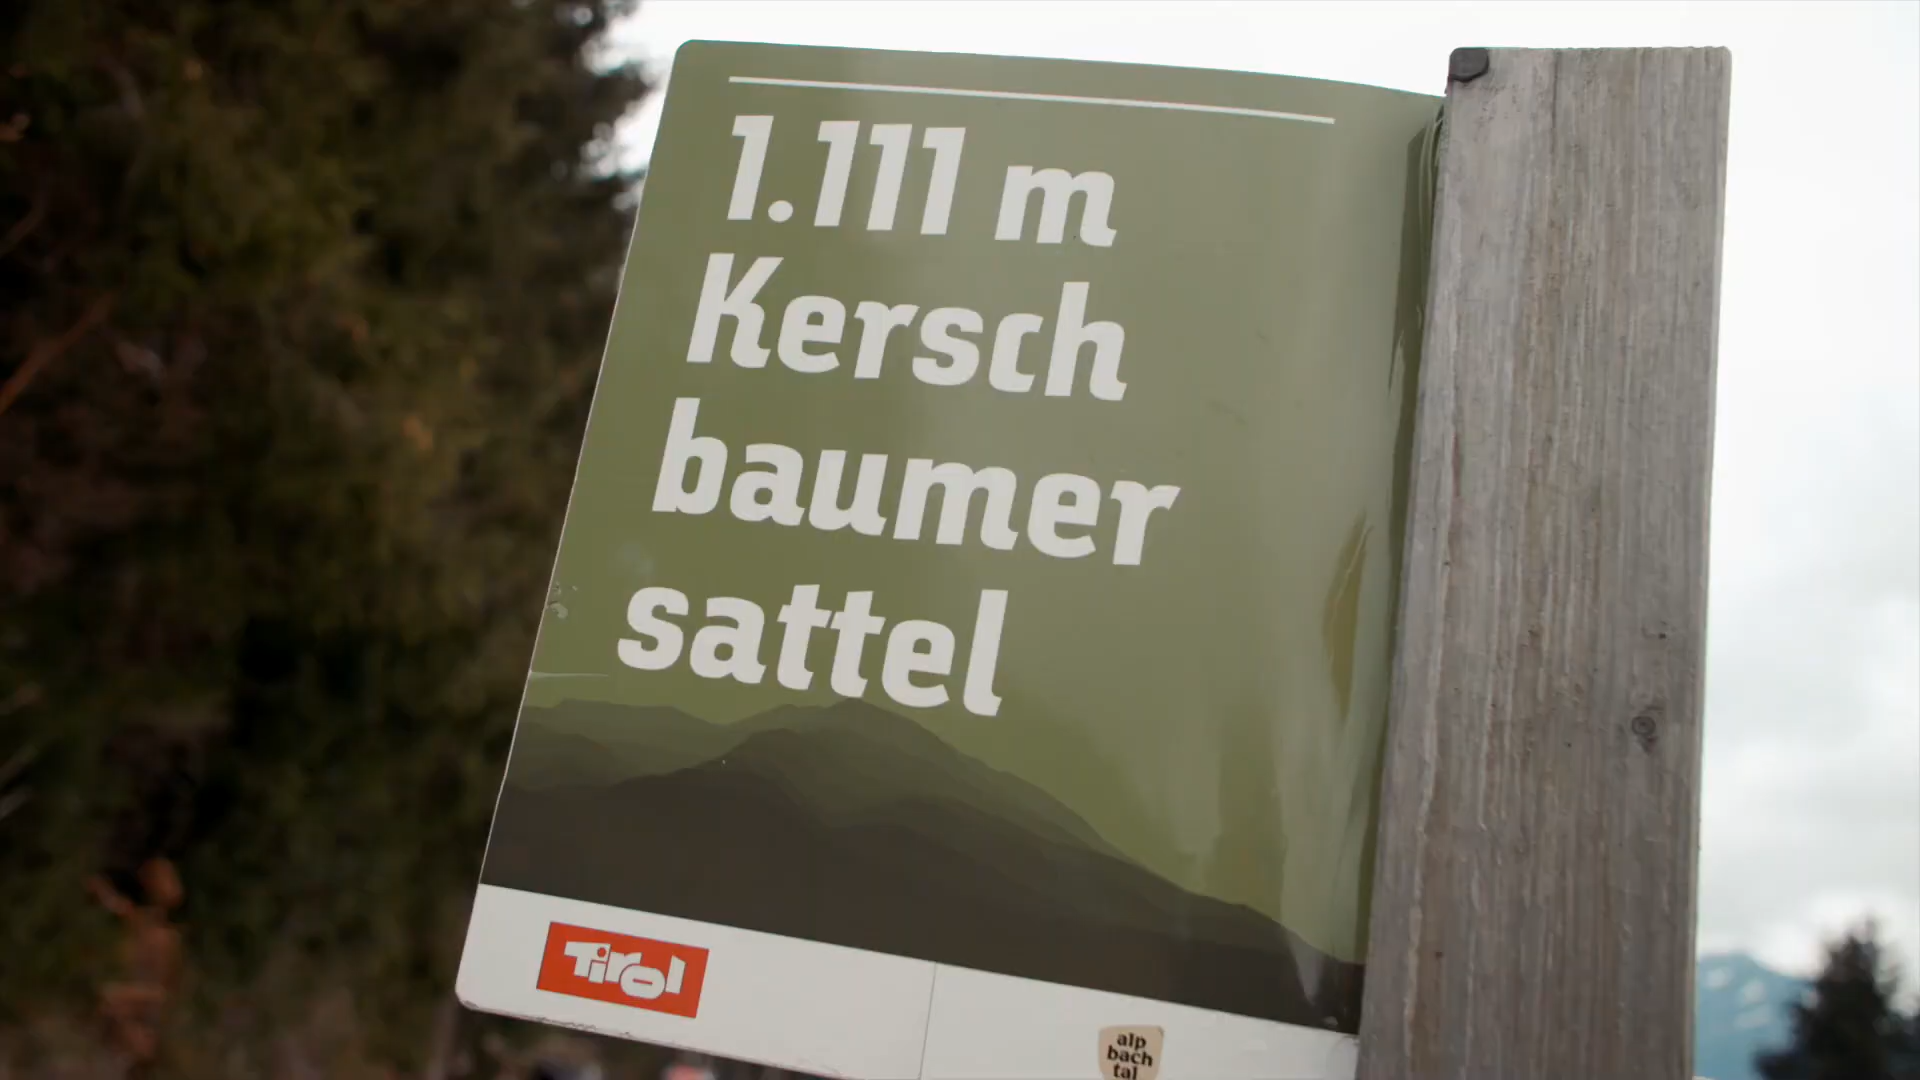 1.111 m
Kersch
baumer
sattel
Tirol
alp
bach
tal